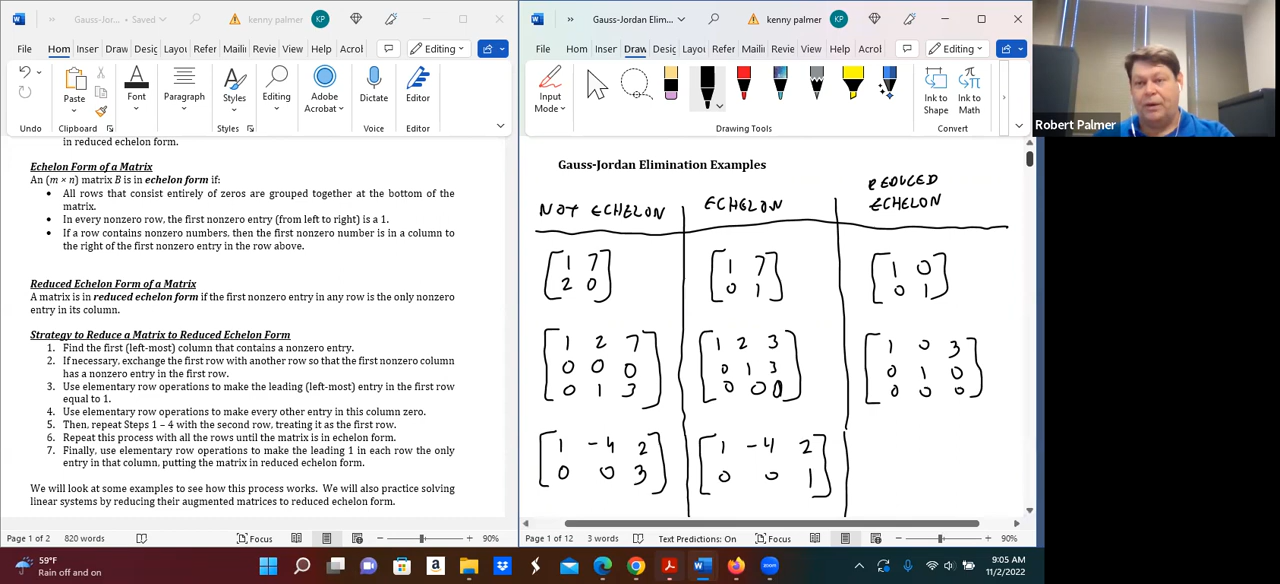 Gauss-Jor... • Saved
kenny palmer
KP
Gauss-Jordan Elim...
kenny palmer
KP
File Hom Inser Draw Desig Layou Refer Mailin Revie View Help Acrol
Editing
File Hom Inser Draw Desig Layou Refer Mailin Revie View Help Acrol
Editing
Paste Font Paragraph Styles Editing Adobe Acrobat Dictate Editor
Undo Clipboard Styles Voice Editor
Input Mode
Ink to Shape
Ink to Math
Drawing Tools
Convert
Robert Palmer
in reduced echelon form.
Echelon Form of a Matrix
An (m × n) matrix B is in echelon form if:
• All rows that consist entirely of zeros are grouped together at the bottom of the
matrix.
• In every nonzero row, the first nonzero entry (from left to right) is a 1.
• If a row contains nonzero numbers, then the first nonzero number is in a column to
the right of the first nonzero entry in the row above.
Reduced Echelon Form of a Matrix
A matrix is in reduced echelon form if the first nonzero entry in any row is the only nonzero
entry in its column.
Strategy to Reduce a Matrix to Reduced Echelon Form
1. Find the first (left-most) column that contains a nonzero entry.
2. If necessary, exchange the first row with another row so that the first nonzero column
has a nonzero entry in the first row.
3. Use elementary row operations to make the leading (left-most) entry in the first row
equal to 1.
4. Use elementary row operations to make every other entry in this column zero.
5. Then, repeat Steps 1 – 4 with the second row, treating it as the first row.
6. Repeat this process with all the rows until the matrix is in echelon form.
7. Finally, use elementary row operations to make the leading 1 in each row the only
entry in that column, putting the matrix in reduced echelon form.
We will look at some examples to see how this process works. We will also practice solving
linear systems by reducing their augmented matrices to reduced echelon form.
Gauss-Jordan Elimination Examples
NOT ECHELON
ECHELON
REDUCED
ECHELON
1 7
2 0
1 7
0 1
1 0
0 1
1 2 7
0 0 0
0 1 3
1 2 3
0 1 3
0 0 0
1 0 3
0 1 0
0 0 0
1 -4 2
0 0 3
1 -4 2
0 0 1
Page 1 of 2 820 words Focus 90%
Page 1 of 12 3 words Text Predictions: On Focus 90%
59°F
Rain off and on
9:05 AM
11/2/2022